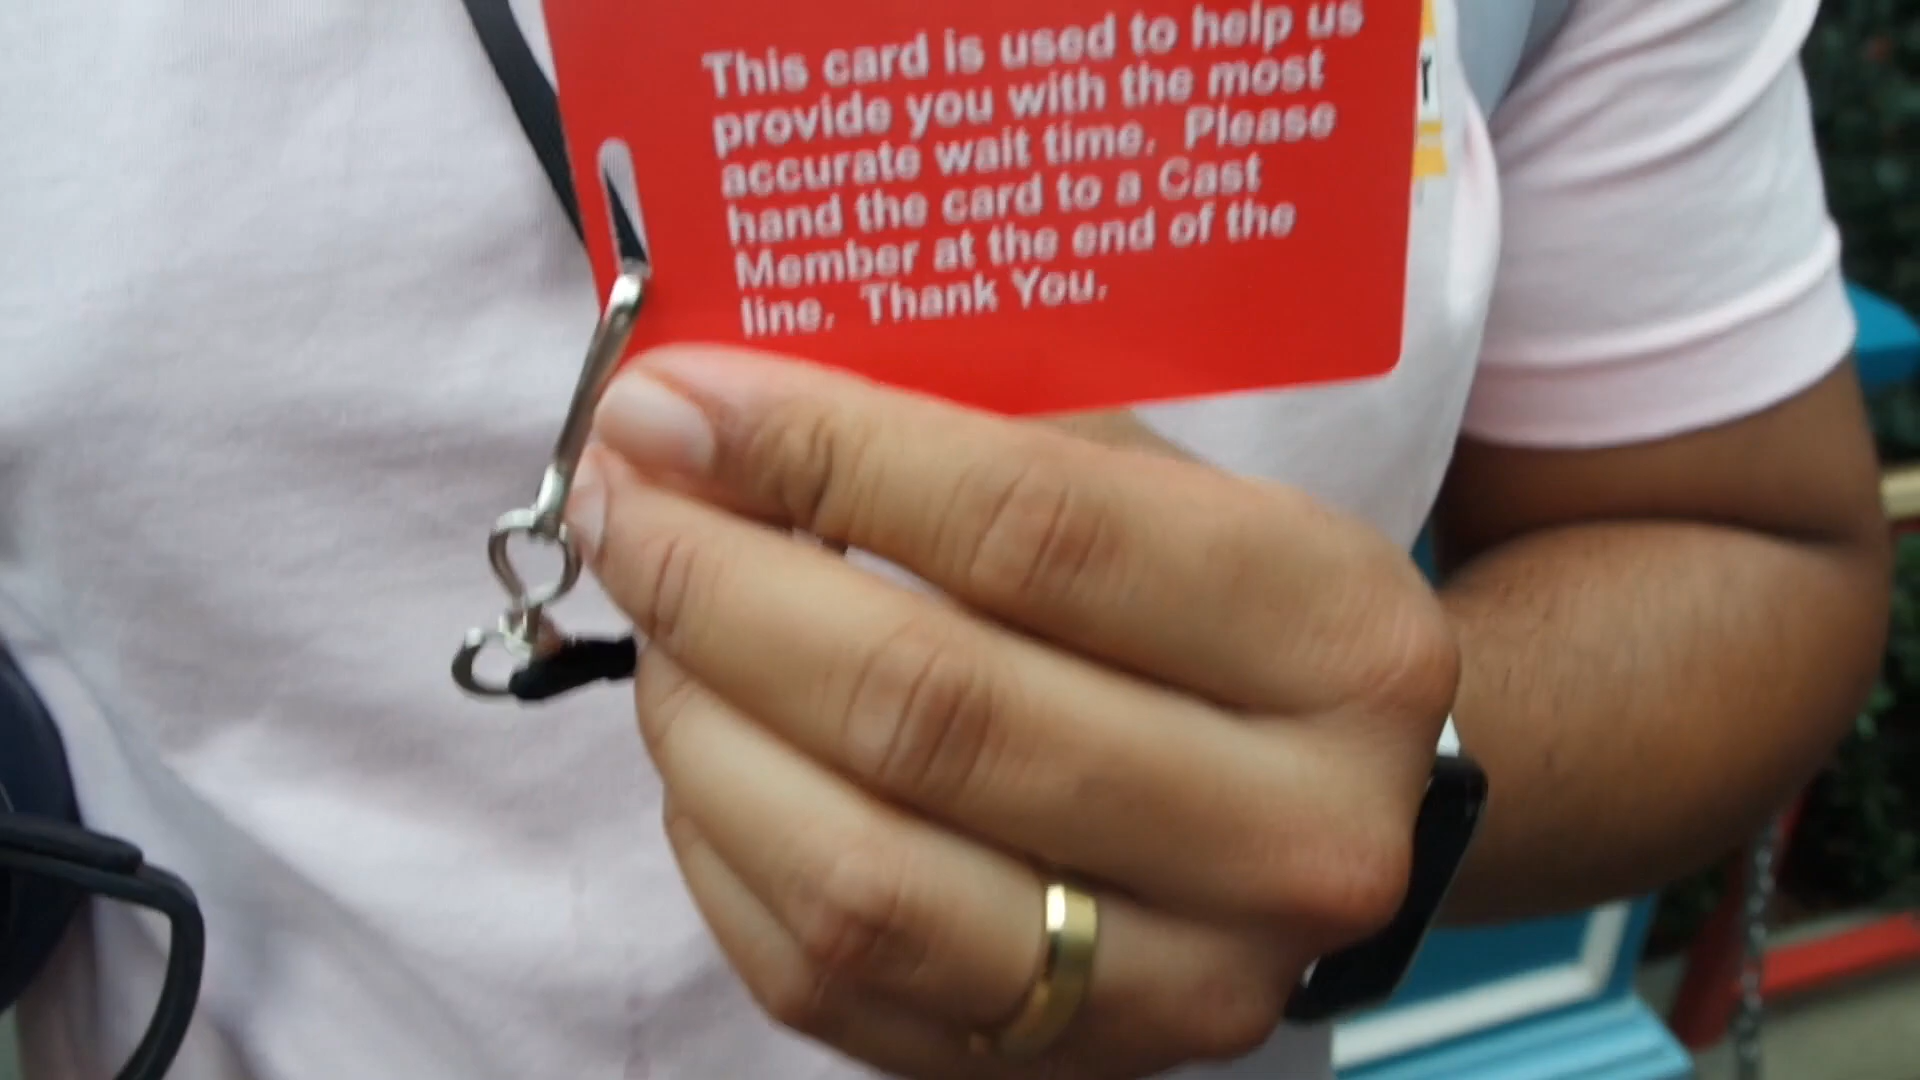 This card is used to help us
provide you with the most
accurate wait time. Please
hand the card to a Cast
Member at the end of the
line. Thank You.
r